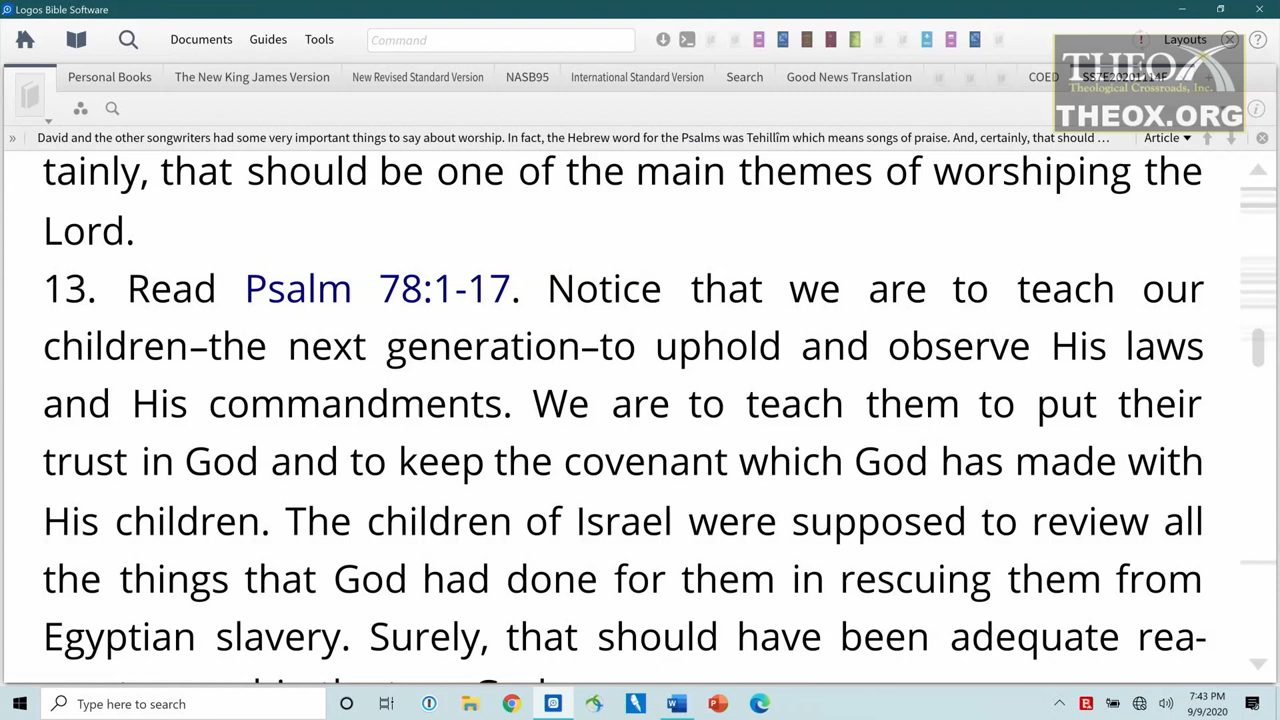 Logos Bible Software
Documents Guides Tools Command Layouts
Personal Books The New King James Version New Revised Standard Version NASB95 International Standard Version Search Good News Translation COED SS7E20201114F
THEOX
Theological Crossroads, Inc.
THEOX.ORG
» David and the other songwriters had some very important things to say about worship. In fact, the Hebrew word for the Psalms was Tehillîm which means songs of praise. And, certainly, that should … Article
tainly, that should be one of the main themes of worshiping the
Lord.
13. Read Psalm 78:1-17. Notice that we are to teach our
children–the next generation–to uphold and observe His laws
and His commandments. We are to teach them to put their
trust in God and to keep the covenant which God has made with
His children. The children of Israel were supposed to review all
the things that God had done for them in rescuing them from
Egyptian slavery. Surely, that should have been adequate rea-
Type here to search
7:43 PM
9/9/2020